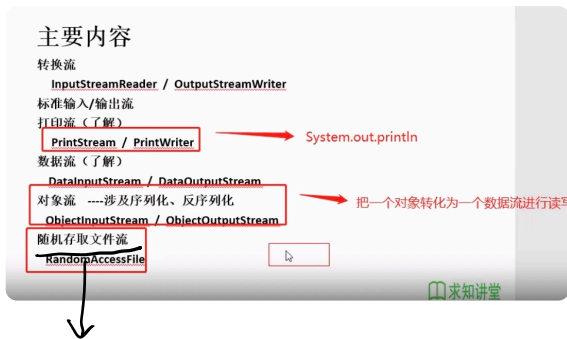 主要内容
转换流
InputStreamReader / OutputStreamWriter
标准输入/输出流
打印流（了解）
PrintStream / PrintWriter
System.out.println
数据流（了解）
DataInputStream / DataOutputStream
对象流 ----涉及序列化、反序列化
把一个对象转化为一个数据流进行读写
ObjectInputStream / ObjectOutputStream
随机存取文件流
RandomAccessFile
求知讲堂